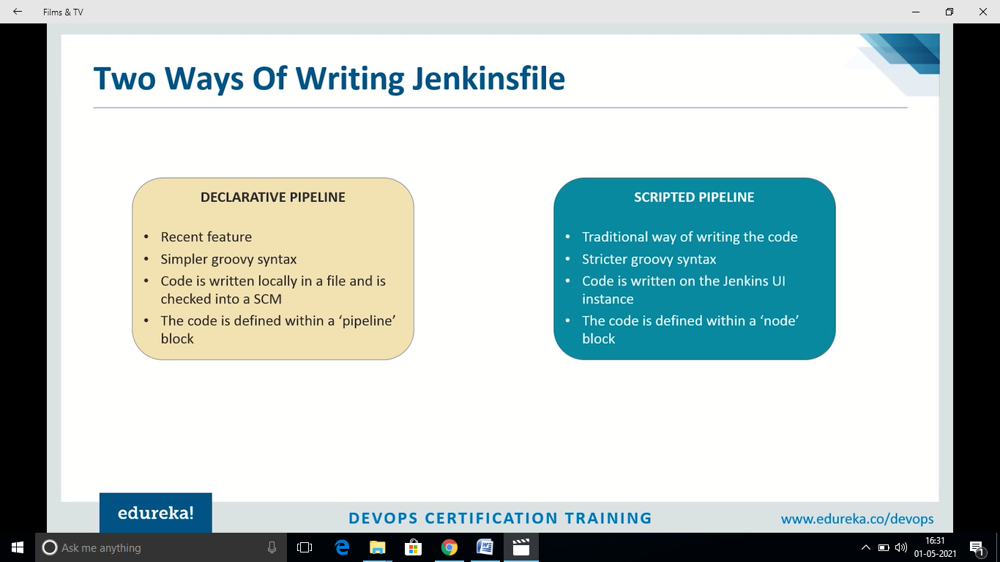 Films & TV
Two Ways Of Writing Jenkinsfile
DECLARATIVE PIPELINE
• Recent feature
• Simpler groovy syntax
• Code is written locally in a file and is
checked into a SCM
• The code is defined within a ‘pipeline’
block
SCRIPTED PIPELINE
• Traditional way of writing the code
• Stricter groovy syntax
• Code is written on the Jenkins UI
instance
• The code is defined within a ‘node’
block
edureka!
DEVOPS CERTIFICATION TRAINING
www.edureka.co/devops
Ask me anything
16:31
01-05-2021
1